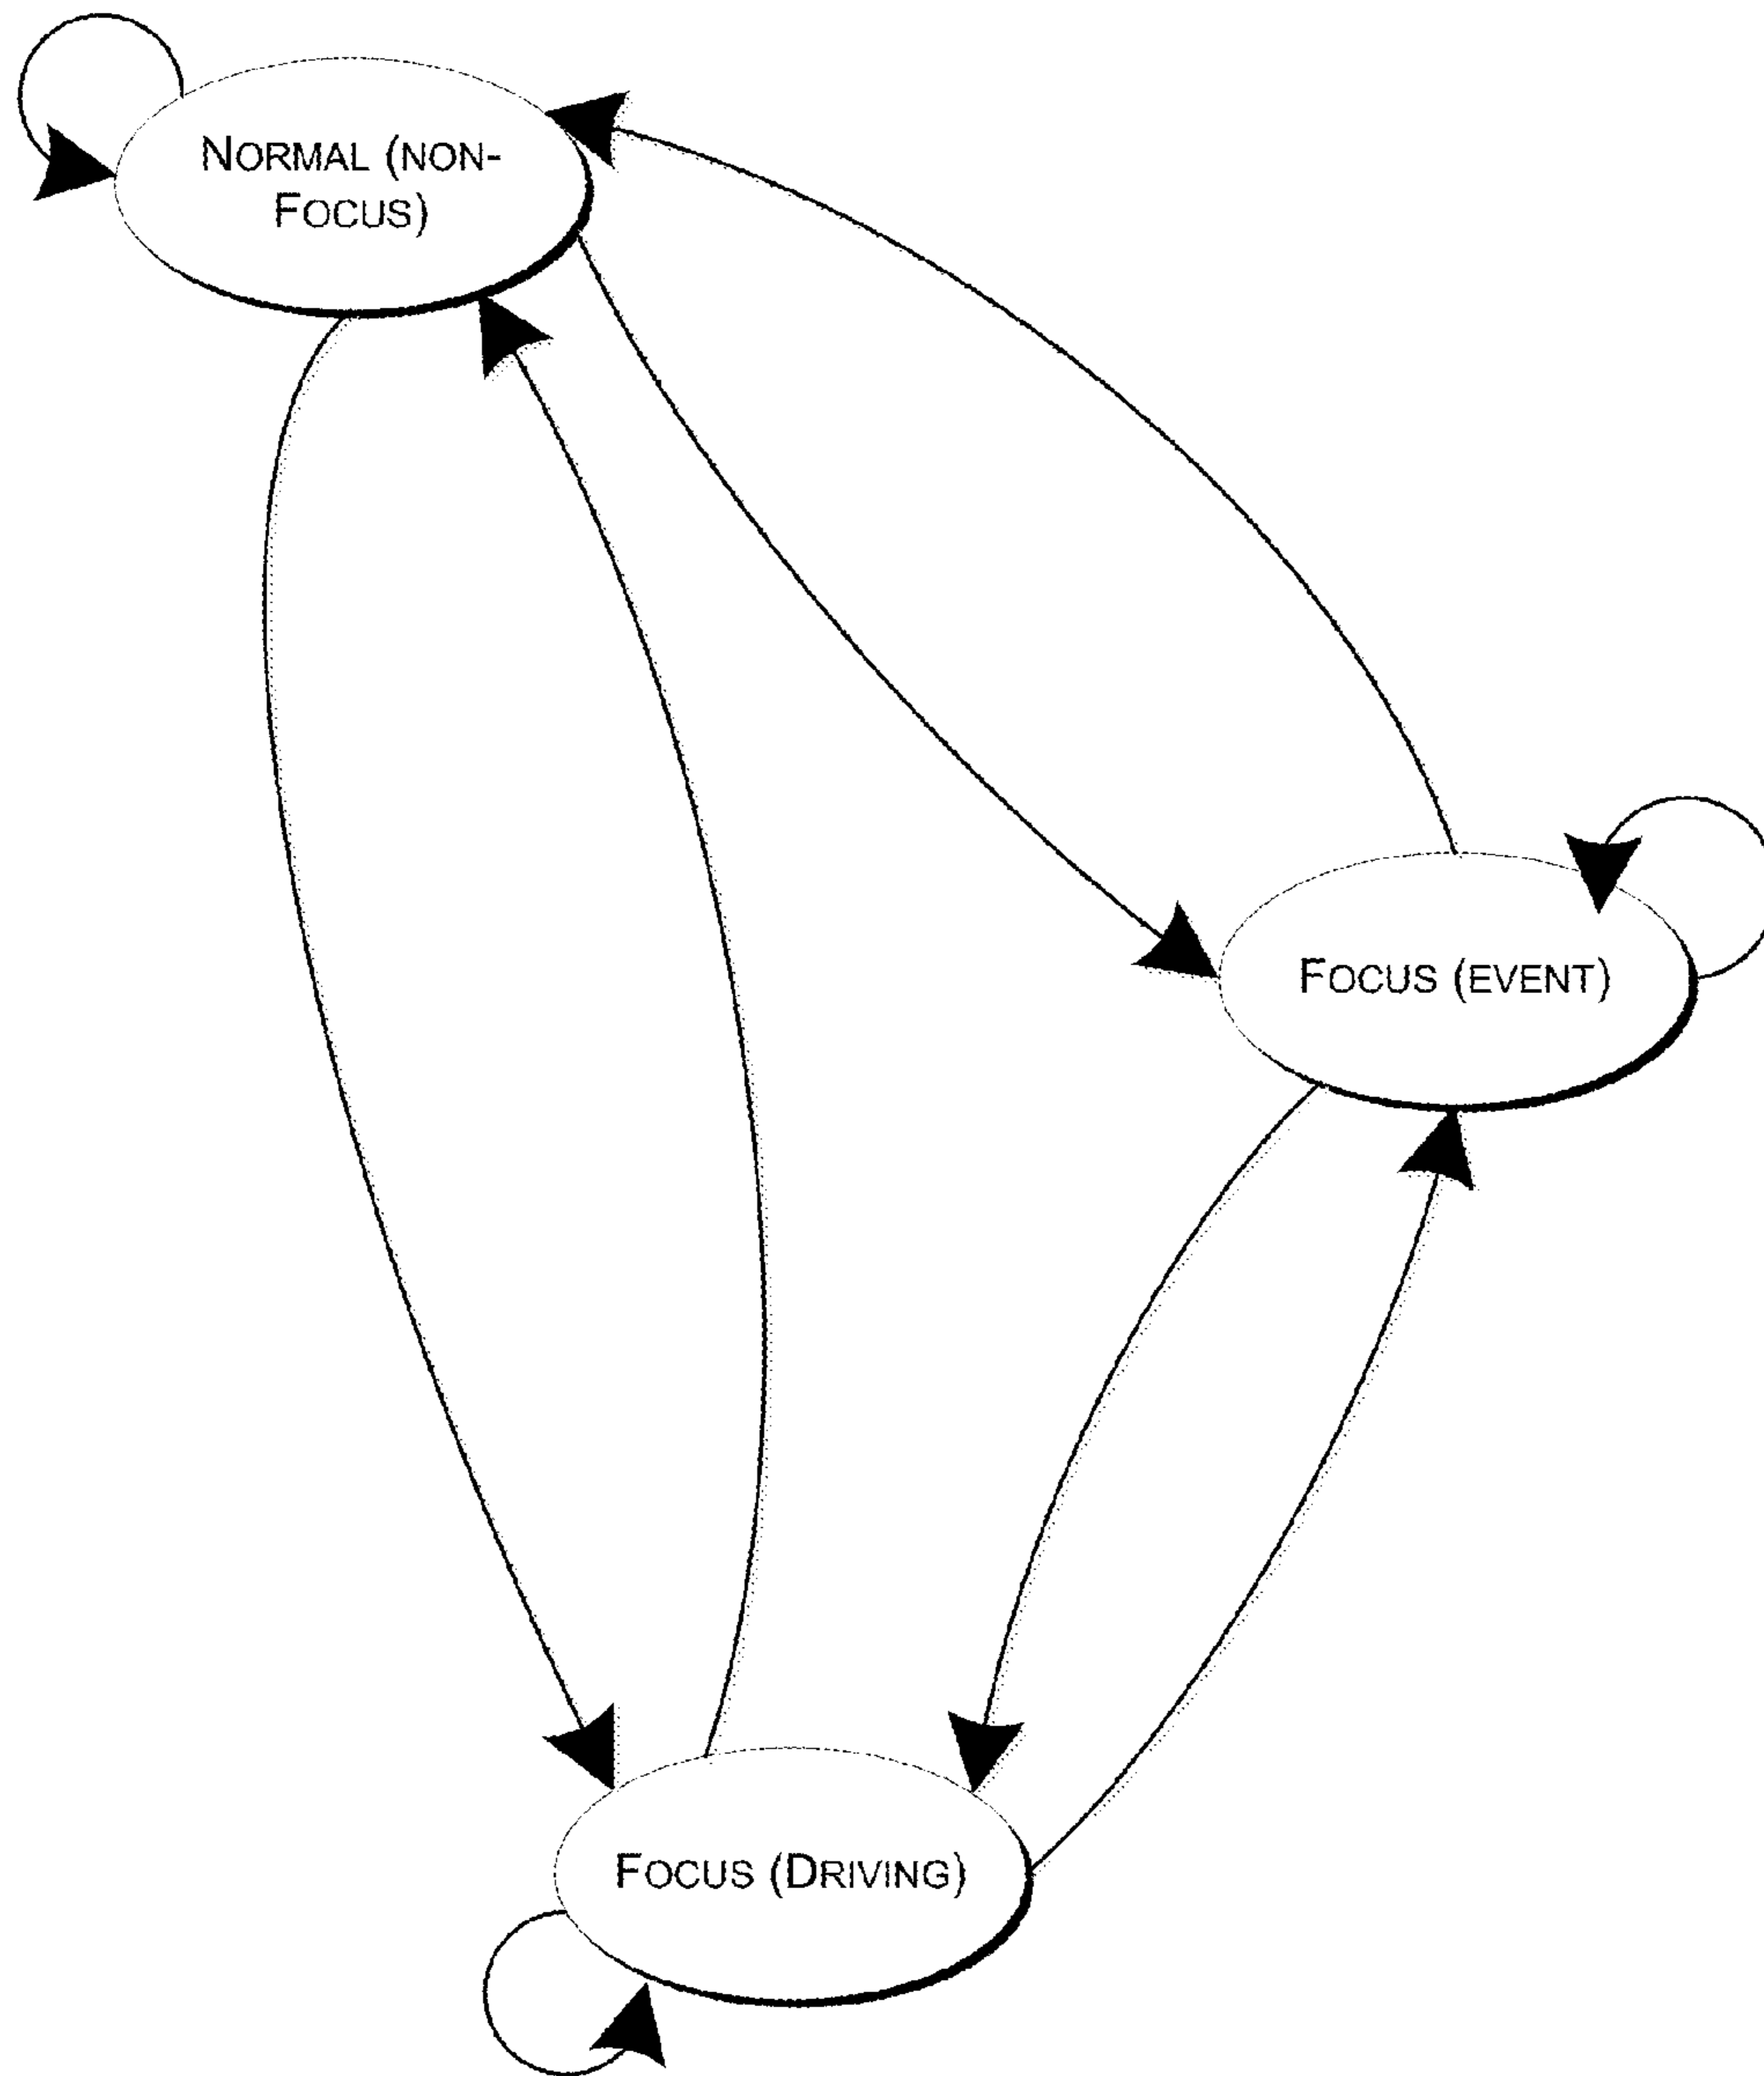 NORMAL (NON-
FOCUS)
FOCUS (EVENT)
FOCUS (DRIVING)